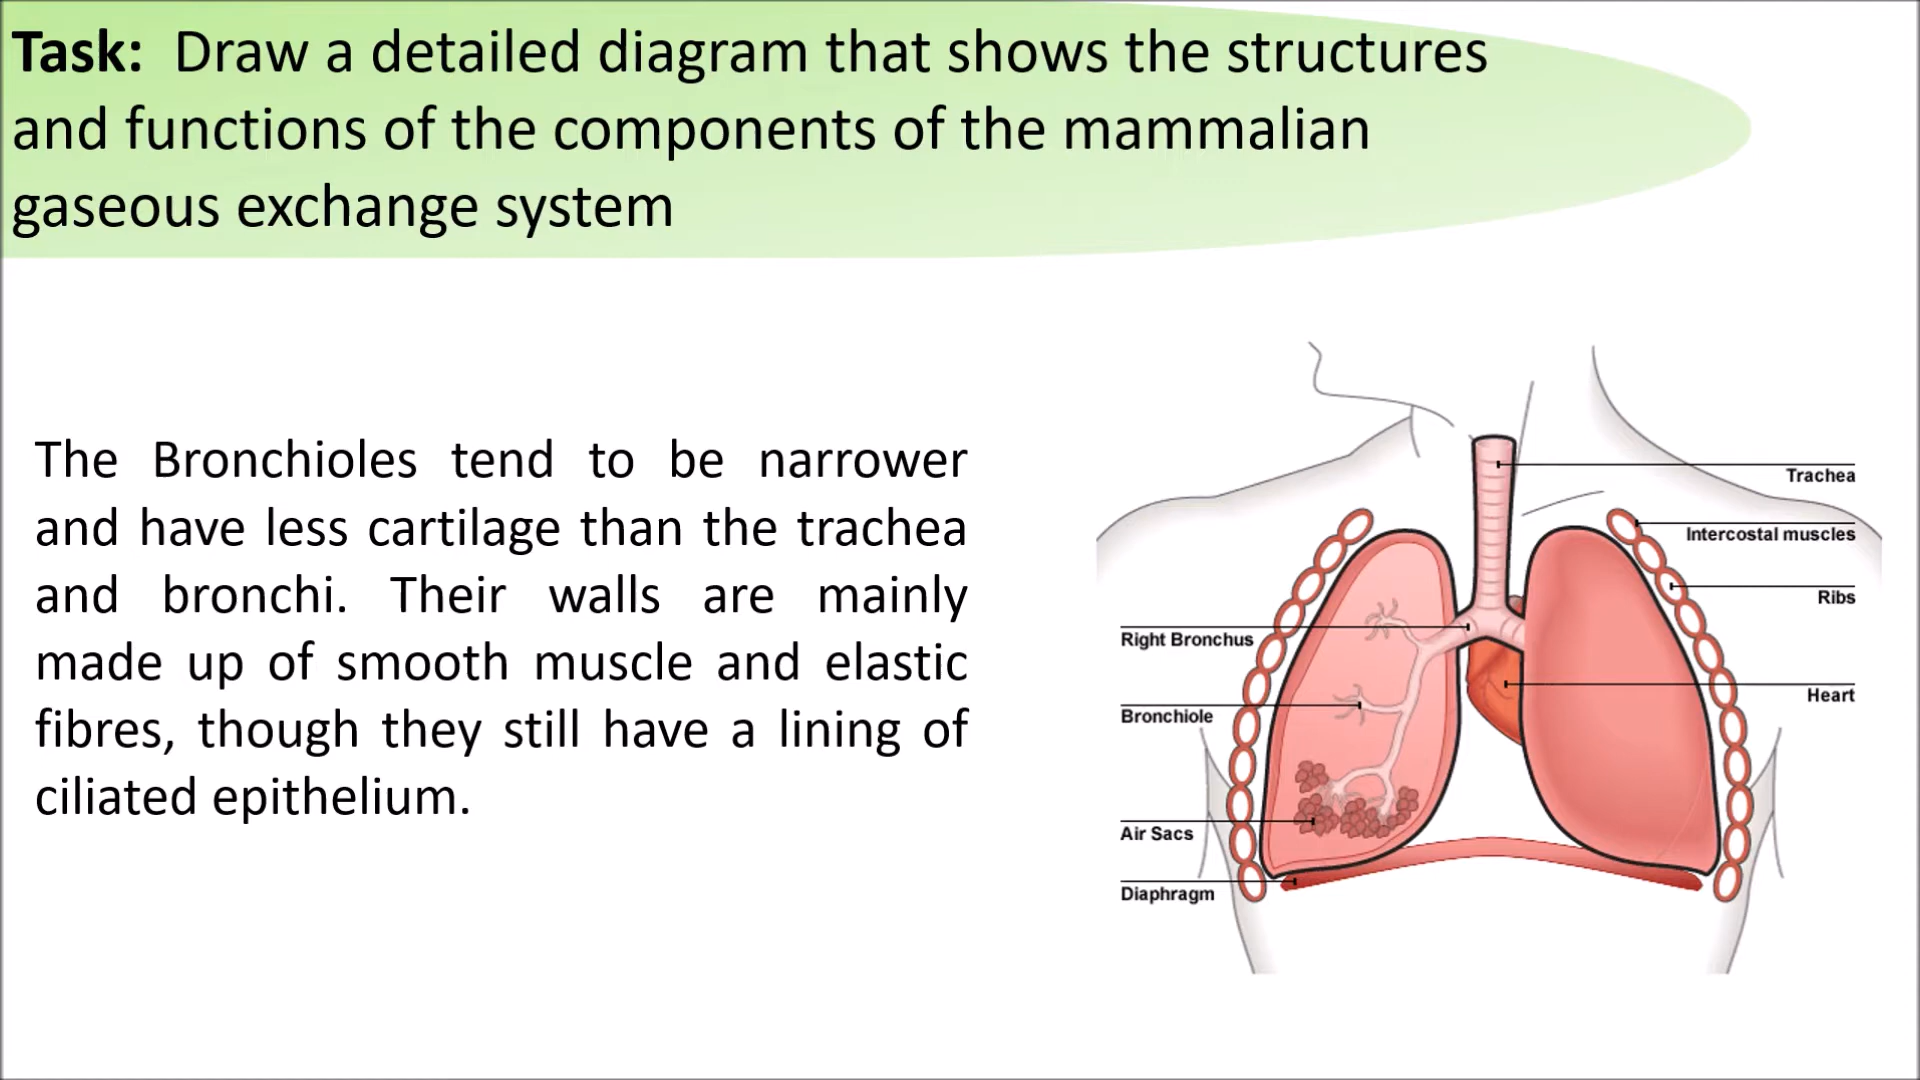 Task: Draw a detailed diagram that shows the structures
and functions of the components of the mammalian
gaseous exchange system
The Bronchioles tend to be narrower
and have less cartilage than the trachea
and bronchi. Their walls are mainly
made up of smooth muscle and elastic
fibres, though they still have a lining of
ciliated epithelium.
Trachea
Intercostal muscles
Ribs
Right Bronchus
Heart
Bronchiole
Air Sacs
Diaphragm